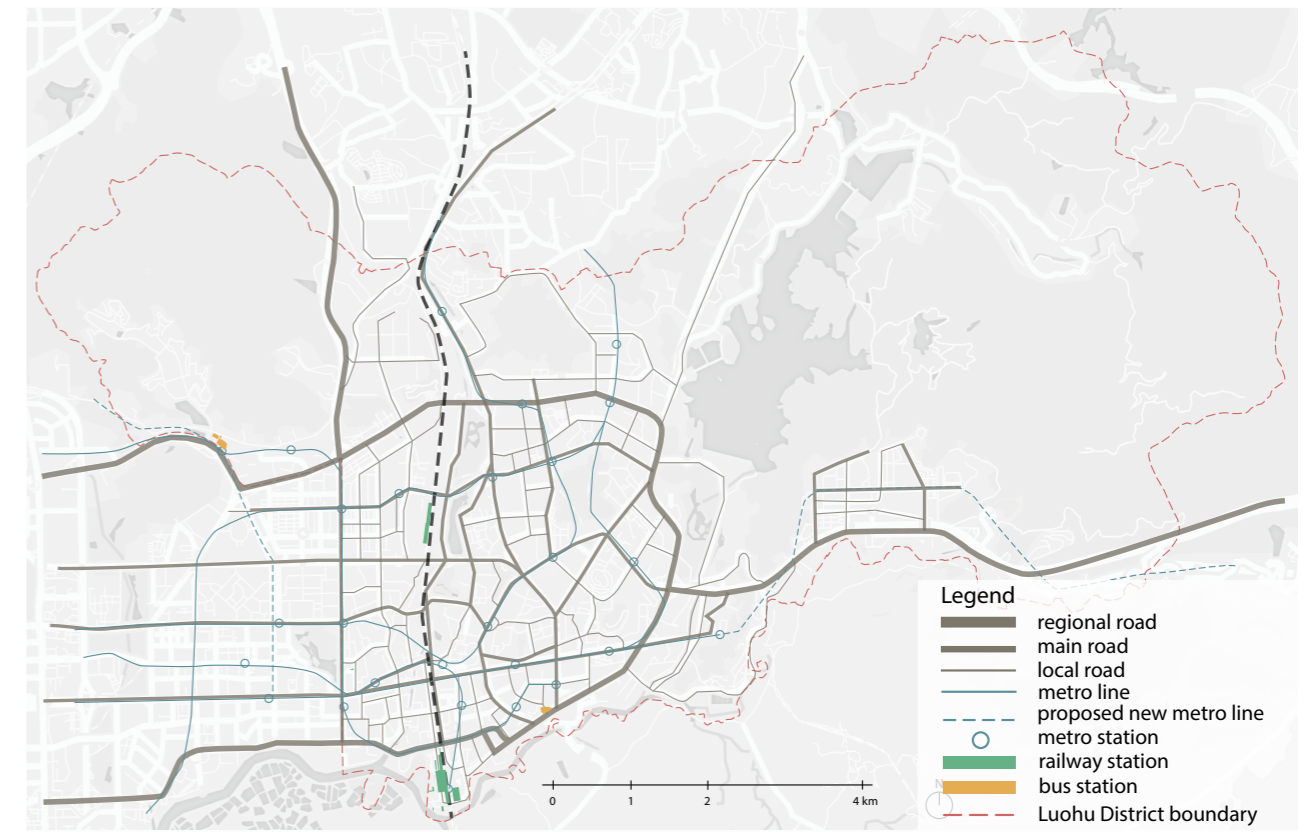 Legend
regional road
main road
local road
metro line
proposed new metro line
metro station
railway station
bus station
Luohu District boundary
0 1 2 4 km
N